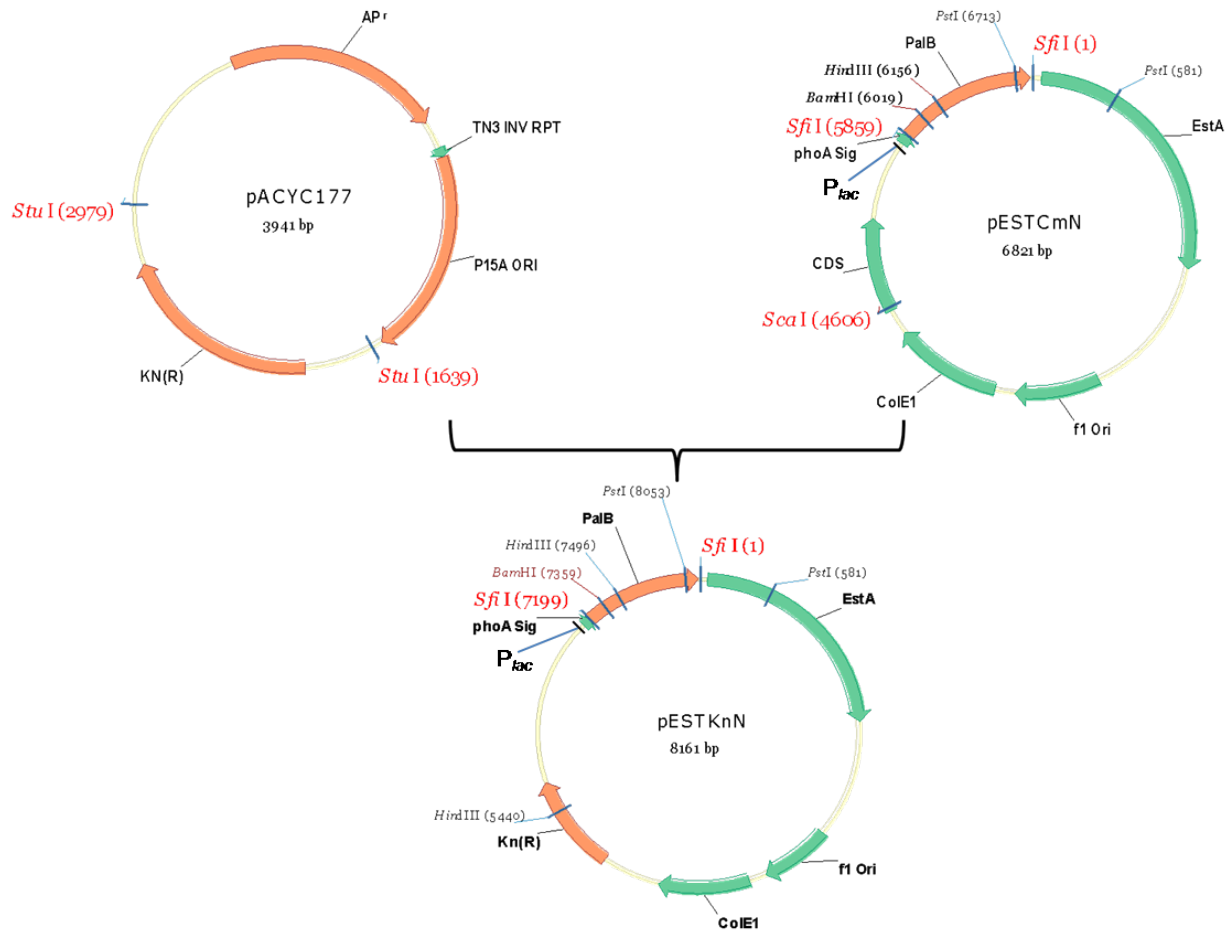 APr
TN3 INV RPT
pACYC177
3941 bp
StuI (2979)
P15A ORI
KN(R)
StuI (1639)
PstI (6713)
SfiI (1)
PalB
PstI (581)
HindIII (6156)
BamHI (6019)
EstA
SfiI (5859)
phoA Sig
Plac
pESTCmN
6821 bp
CDS
ScaI (4606)
ColE1
f1 Ori
PstI (8053)
PalB
SfiI (1)
HindIII (7496)
PstI (581)
BamHI (7359)
EstA
SfiI (7199)
phoA Sig
Plac
pESTKnN
8161 bp
HindIII (5440)
Kn(R)
f1 Ori
ColE1